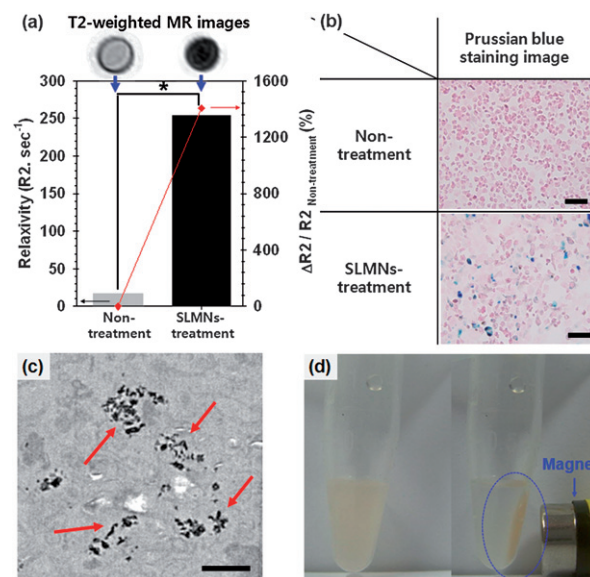 (a)
T2-weighted MR images
300
250
200
150
100
50
0
Relaxivity (R2. sec⁻¹)
*
1600
1200
800
400
0
ΔR2 / R2 Non-treatment (%)
Non-
treatment
SLMNs-
treatment
(b)
Prussian blue
staining image
Non-
treatment
SLMNs-
treatment
(c)
(d)
Magnet